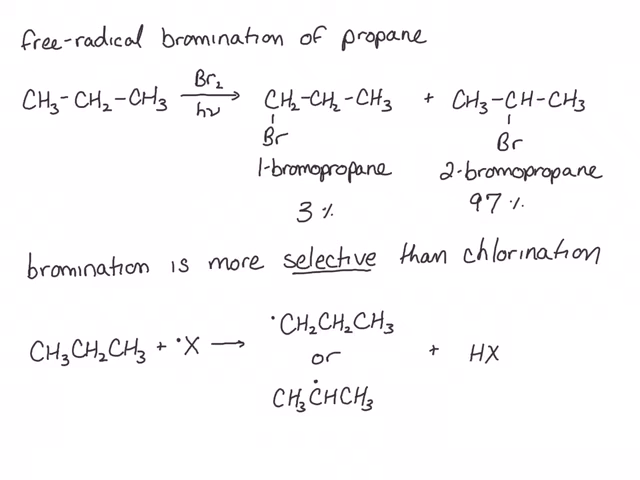 free-radical bromination of propane
CH₃-CH₂-CH₃ Br₂ hν → CH₂-CH₂-CH₃ + CH₃-CH-CH₃
Br Br
1-bromopropane 2-bromopropane
3% 97%
bromination is more selective than chlorination
CH₃CH₂CH₃ + ·X → ·CH₂CH₂CH₃ + HX
or
CH₃ĊHCH₃